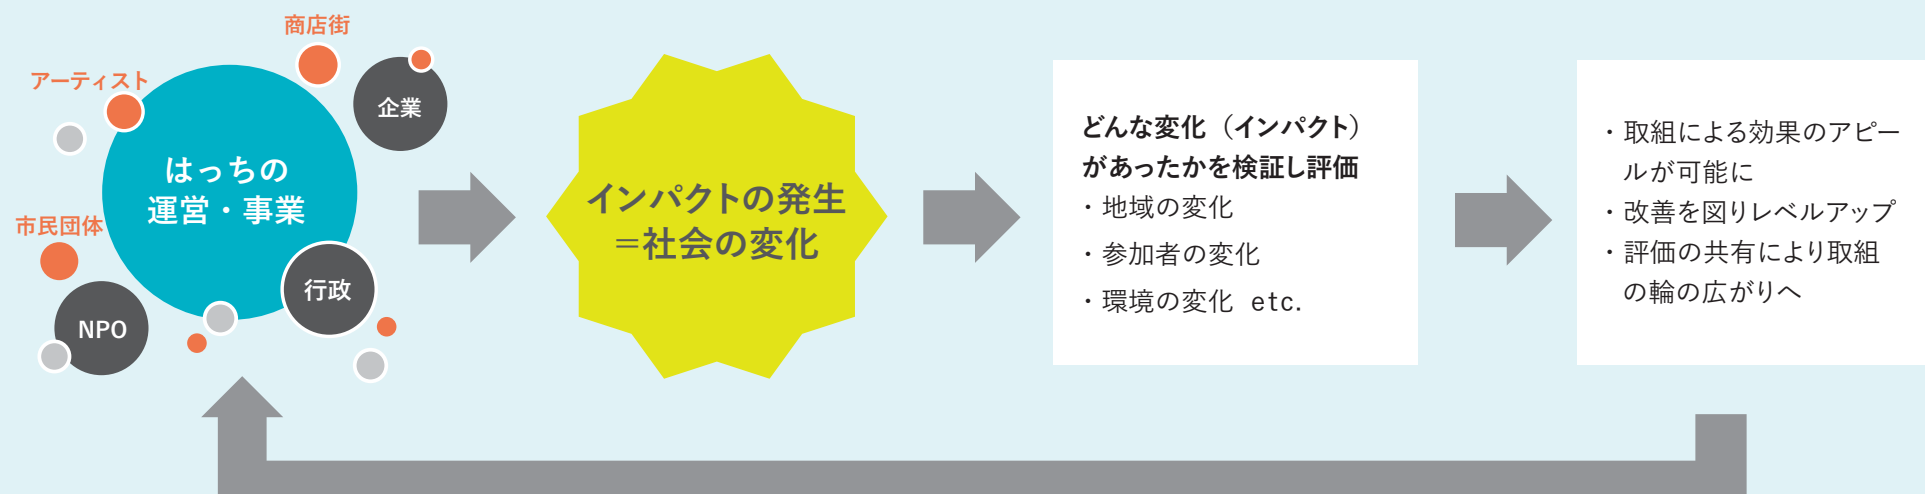 商店街
アーティスト
企業
はっちの
運営・事業
市民団体
行政
NPO
インパクトの発生
＝社会の変化
どんな変化（インパクト）
があったかを検証し評価
・地域の変化
・参加者の変化
・環境の変化 etc.
・取組による効果のアピー
ルが可能に
・改善を図りレベルアップ
・評価の共有により取組
の輪の広がりへ